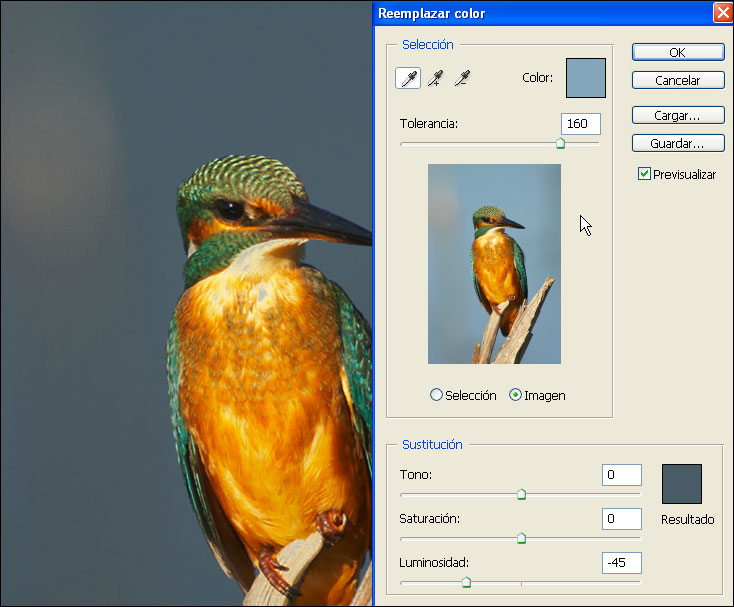 Reemplazar color
Selección
Color:
Tolerancia:
160
Selección
Imagen
OK
Cancelar
Cargar...
Guardar...
Previsualizar
Sustitución
Tono:
0
Saturación:
0
Luminosidad:
-45
Resultado